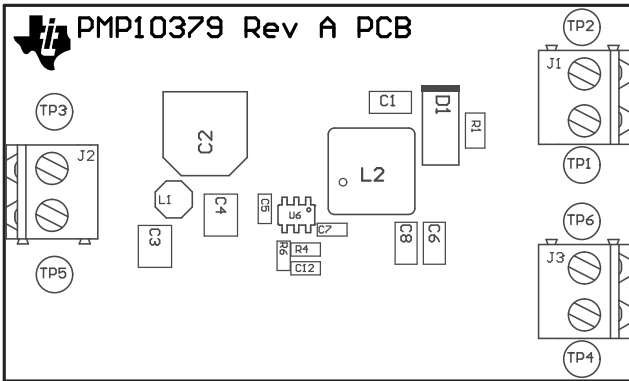 PMP10379 Rev A PCB
TP2
J1
TP3
C1
D1
R1
C2
J2
TP1
L2
L1
C4
C5
U6
TP6
C3
C7
C8
C6
R6
R4
J3
TP5
C12
TP4